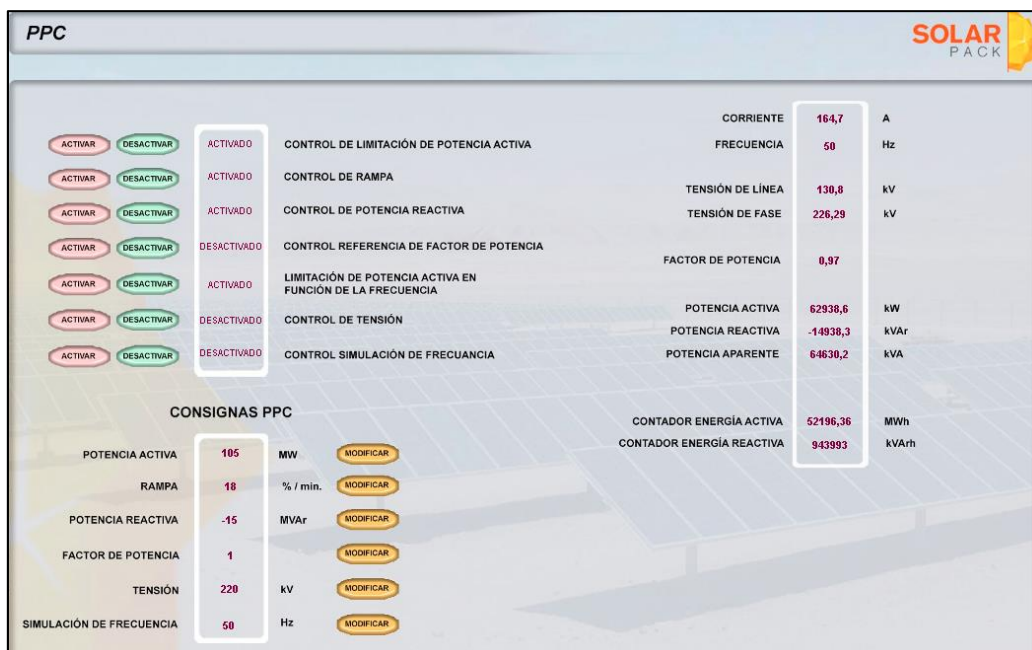 PPC
SOLAR
PACK
ACTIVAR DESACTIVAR ACTIVADO CONTROL DE LIMITACIÓN DE POTENCIA ACTIVA
ACTIVAR DESACTIVAR ACTIVADO CONTROL DE RAMPA
ACTIVAR DESACTIVAR ACTIVADO CONTROL DE POTENCIA REACTIVA
ACTIVAR DESACTIVAR DESACTIVADO CONTROL REFERENCIA DE FACTOR DE POTENCIA
ACTIVAR DESACTIVAR ACTIVADO LIMITACIÓN DE POTENCIA ACTIVA EN
FUNCIÓN DE LA FRECUENCIA
ACTIVAR DESACTIVAR DESACTIVADO CONTROL DE TENSIÓN
ACTIVAR DESACTIVAR DESACTIVADO CONTROL SIMULACIÓN DE FRECUANCIA
CONSIGNAS PPC
POTENCIA ACTIVA 105 MW MODIFICAR
RAMPA 18 % / min. MODIFICAR
POTENCIA REACTIVA -15 MVAr MODIFICAR
FACTOR DE POTENCIA 1 MODIFICAR
TENSIÓN 220 kV MODIFICAR
SIMULACIÓN DE FRECUENCIA 50 Hz MODIFICAR
CORRIENTE 164,7 A
FRECUENCIA 50 Hz
TENSIÓN DE LÍNEA 130,8 kV
TENSIÓN DE FASE 226,29 kV
FACTOR DE POTENCIA 0,97
POTENCIA ACTIVA 62938,6 kW
POTENCIA REACTIVA -14938,3 kVAr
POTENCIA APARENTE 64630,2 kVA
CONTADOR ENERGÍA ACTIVA 52196,36 MWh
CONTADOR ENERGÍA REACTIVA 943993 kVArh